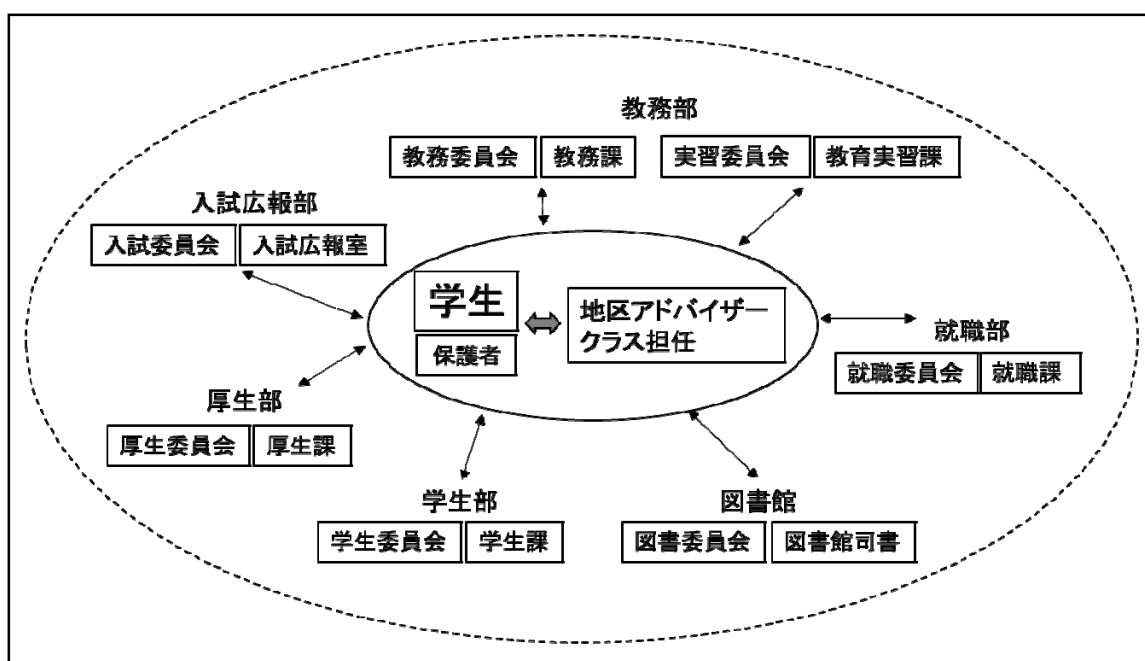 教務部
教務委員会 教務課 実習委員会 教育実習課
入試広報部
入試委員会 入試広報室
学生
保護者
地区アドバイザー
クラス担任
就職部
就職委員会 就職課
厚生部
厚生委員会 厚生課
学生部
学生委員会 学生課
図書館
図書委員会 図書館司書